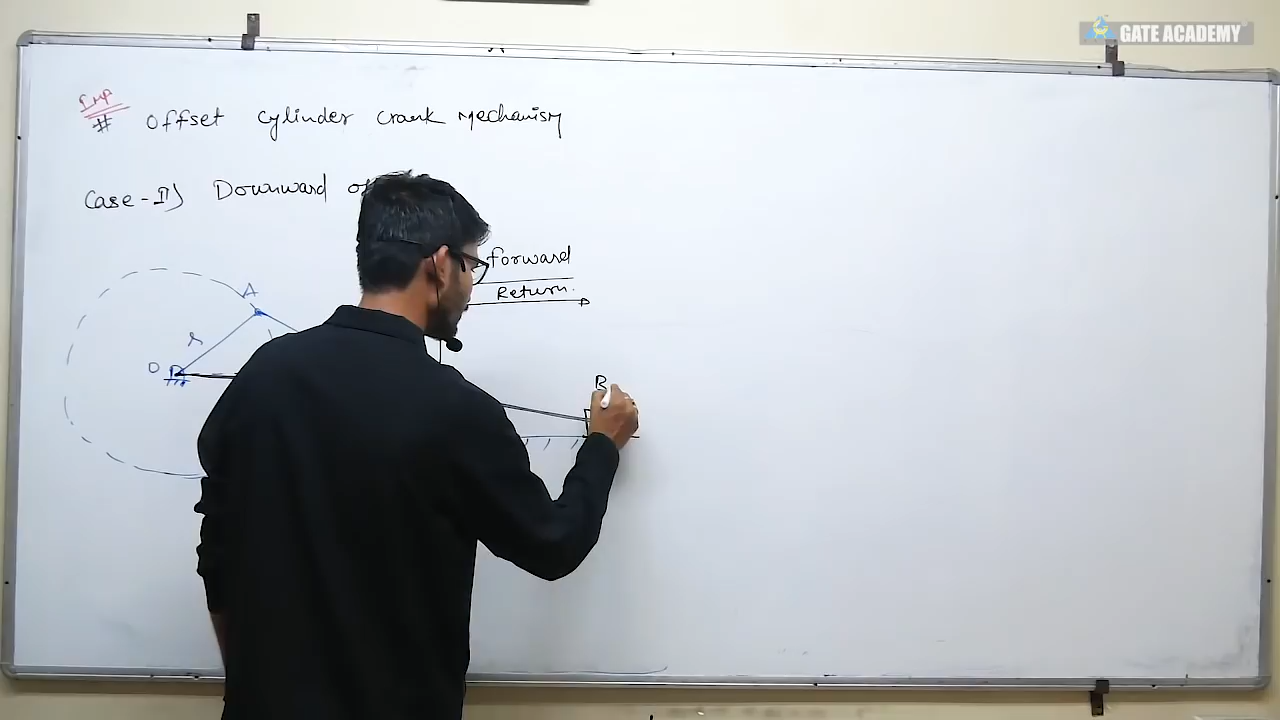 GATE ACADEMY
Imp
# Offset cylinder crank Mechanism
Case-II) Downward
forward
Return.
A
r
O
B